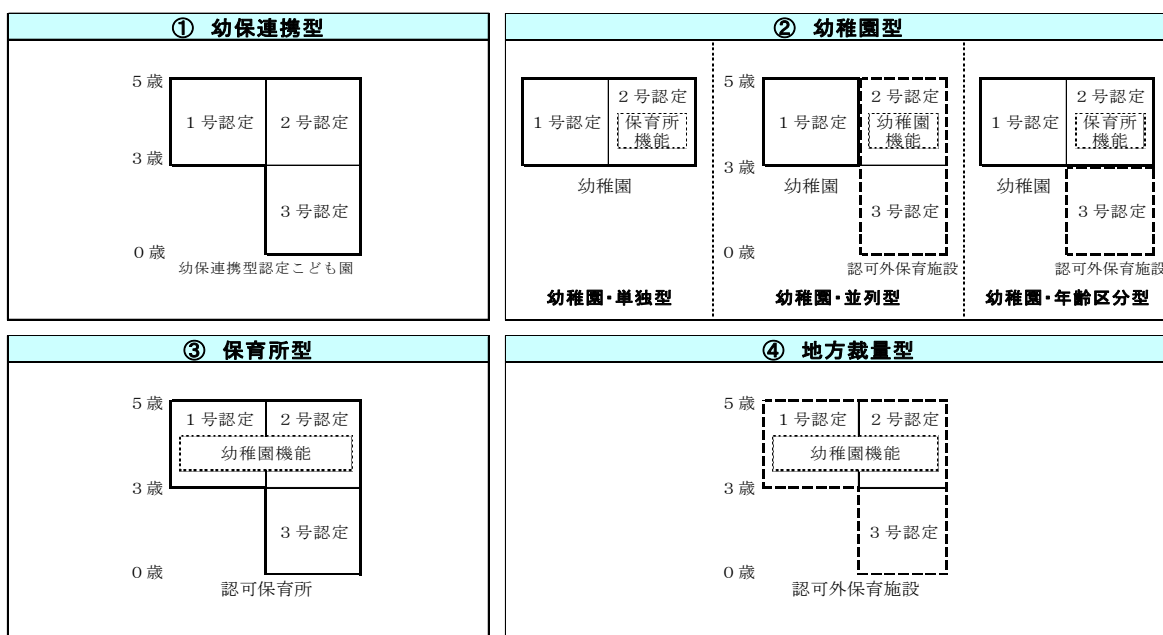 ① 幼保連携型
5歳
1号認定 2号認定
3歳
3号認定
0歳
幼保連携型認定こども園
② 幼稚園型
2号認定
1号認定
保育所
機能
幼稚園
幼稚園・単独型
5歳
2号認定
1号認定
幼稚園
機能
3歳
幼稚園
3号認定
0歳
認可外保育施設
幼稚園・並列型
2号認定
1号認定
保育所
機能
幼稚園
3号認定
認可外保育施設
幼稚園・年齢区分型
③ 保育所型
5歳
1号認定 2号認定
幼稚園機能
3歳
3号認定
0歳
認可保育所
④ 地方裁量型
5歳
1号認定 2号認定
幼稚園機能
3歳
3号認定
0歳
認可外保育施設